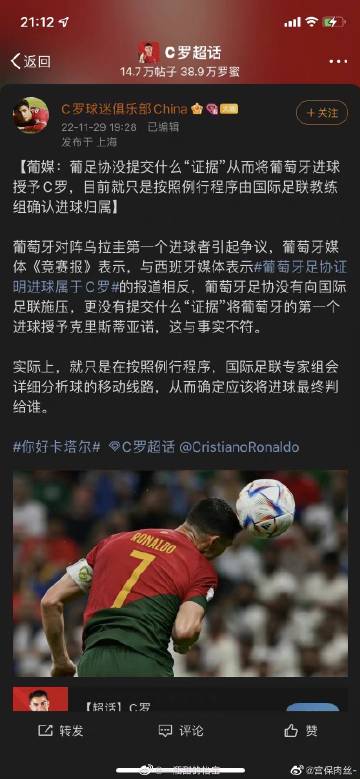 21:12
返回
C罗超话
14.7万帖子 38.9万罗蜜
C罗球迷俱乐部China
22-11-29 19:28 已编辑
发布于 上海
+关注
【葡媒：葡足协没提交什么“证据”从而将葡萄牙进球
授予C罗，目前就只是按照例行程序由国际足联教练
组确认进球归属】
葡萄牙对阵乌拉圭第一个进球者引起争议，葡萄牙媒
体《竞赛报》表示，与西班牙媒体表示#葡萄牙足协证
明进球属于C罗#的报道相反，葡萄牙足协没有向国际
足联施压，更没有提交什么“证据”将葡萄牙的第一个
进球授予克里斯蒂亚诺，这与事实不符。
实际上，就只是在按照例行程序，国际足联专家组会
详细分析球的移动线路，从而确定应该将进球最终判
给谁。
#你好卡塔尔# C罗超话 @CristianoRonaldo
RONALDO
7
【超话】C罗
转发
评论
赞
@宫保肉丝-